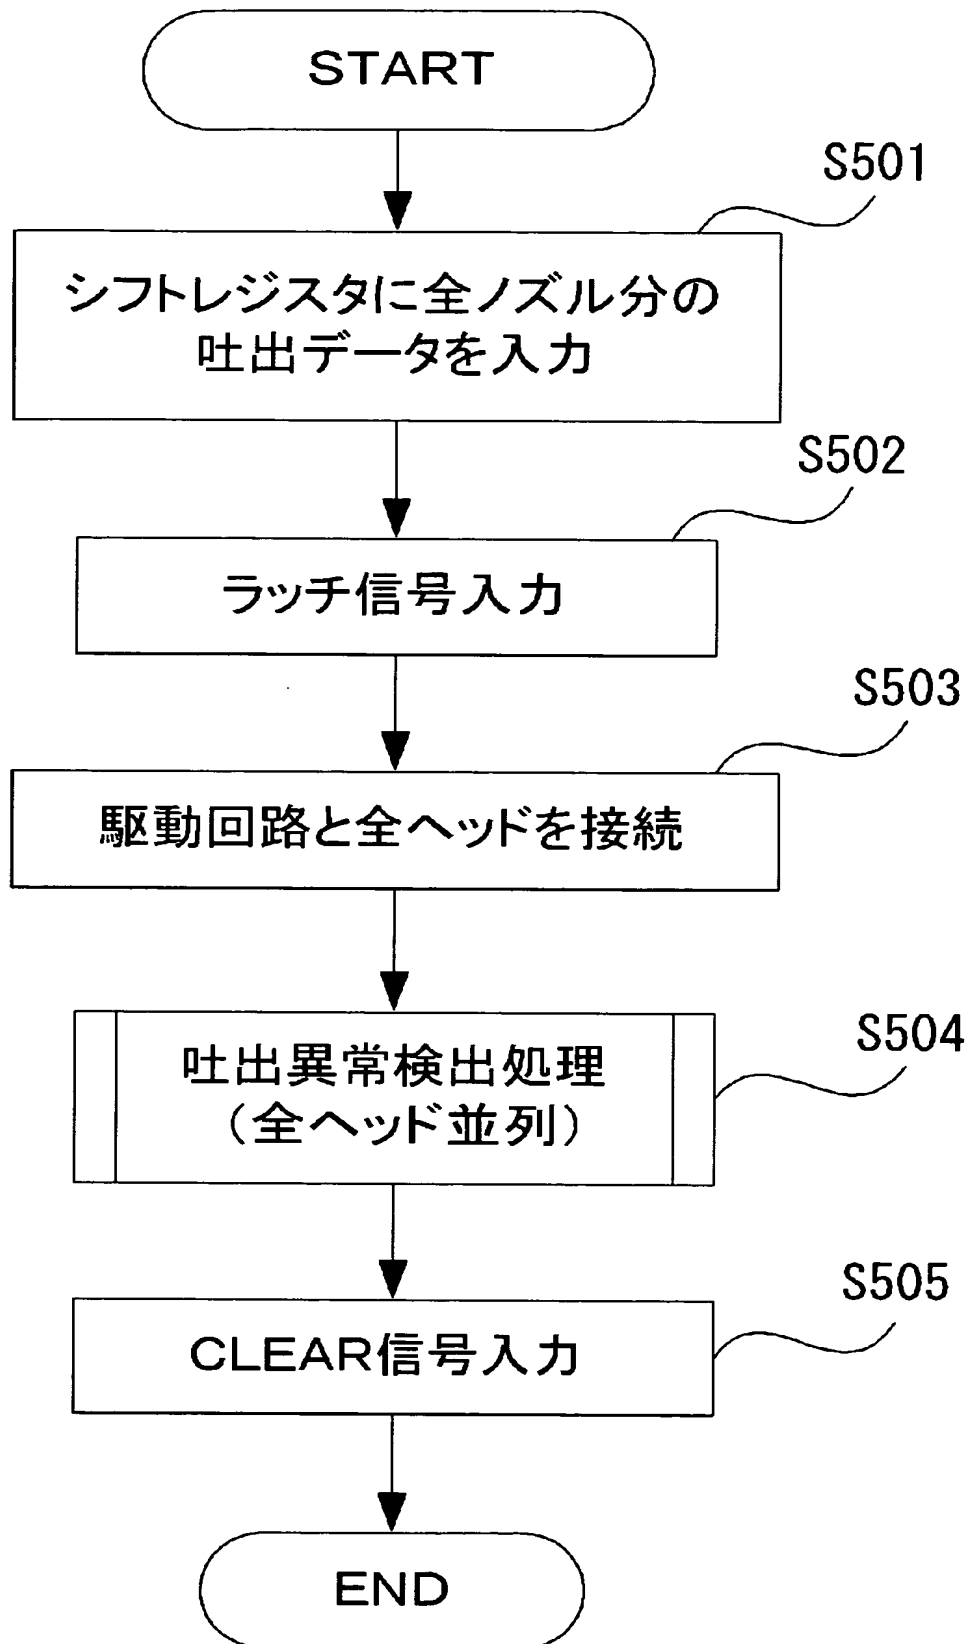 START
S501
シフトレジスタに全ノズル分の
吐出データを入力
S502
ラッチ信号入力
S503
駆動回路と全ヘッドを接続
S504
吐出異常検出処理
（全ヘッド並列）
S505
CLEAR信号入力
END